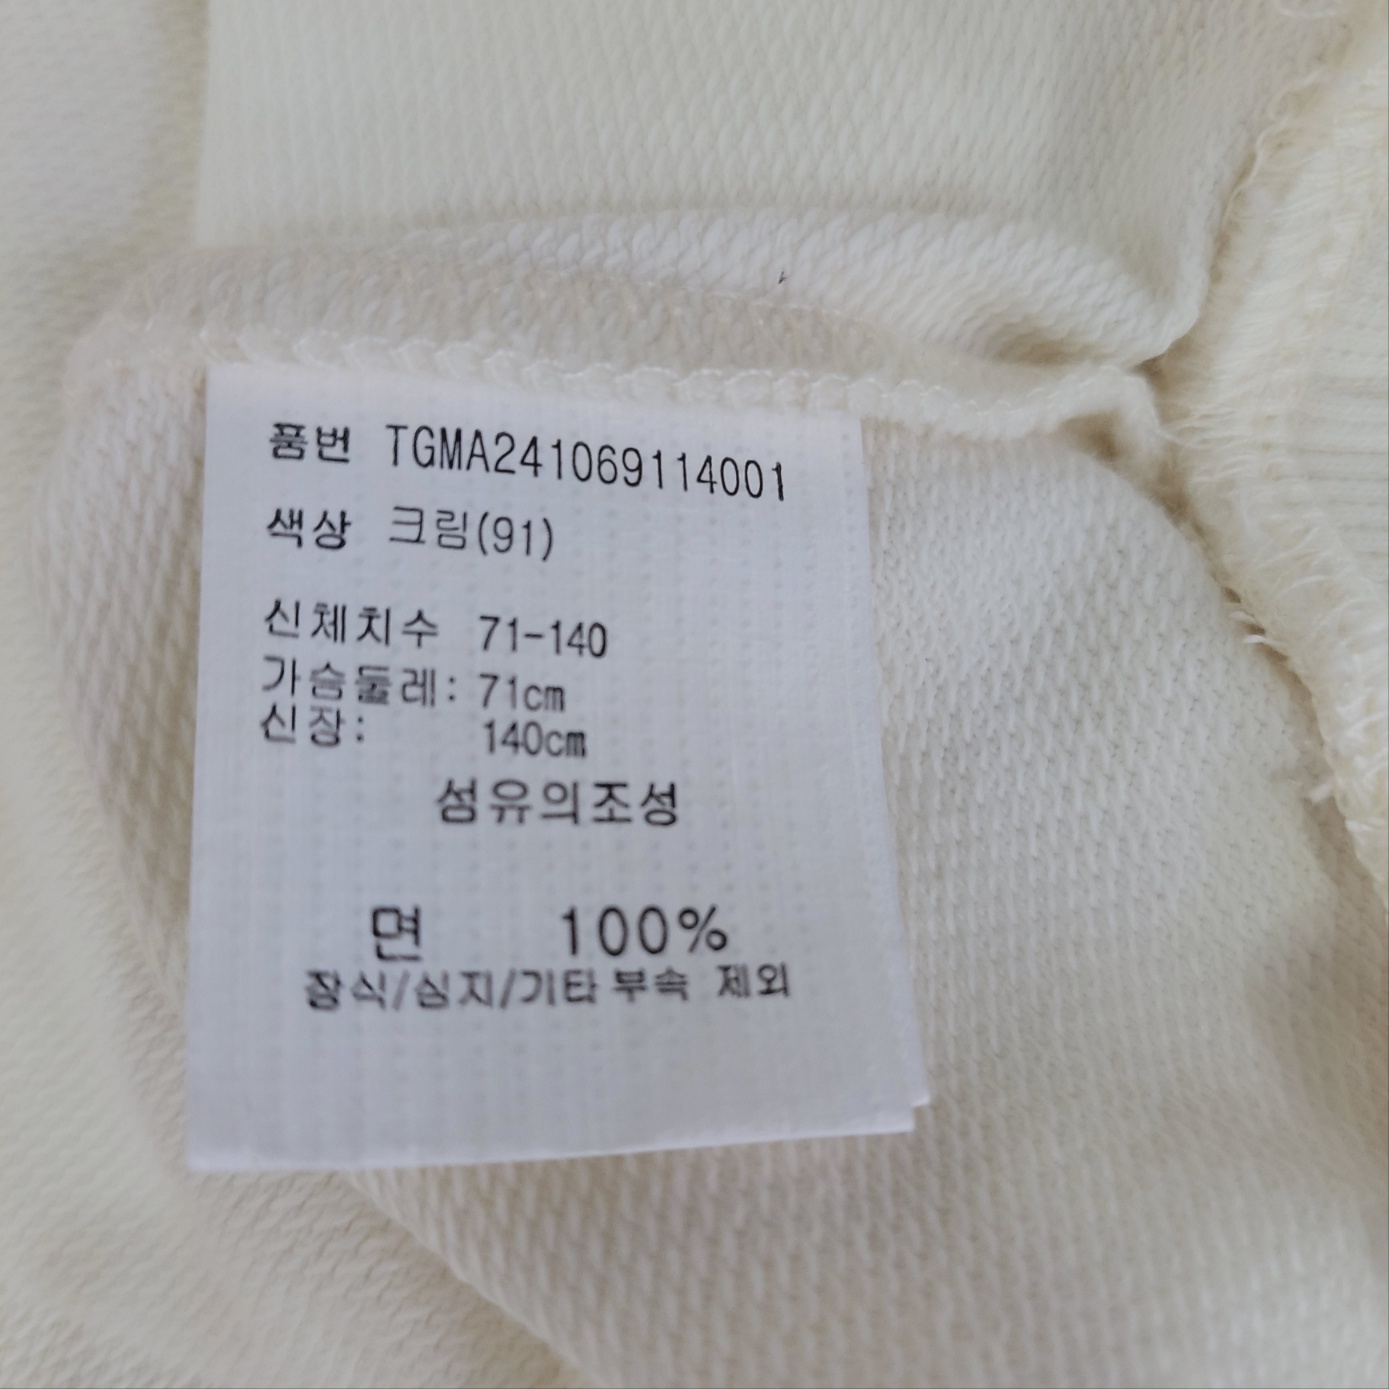 품번 TGMA241069114001
색상 크림(91)
신체치수 71-140
가슴둘레: 71cm
신장: 140cm
섬유의조성
면 100%
장식/심지/기타 부속 제외